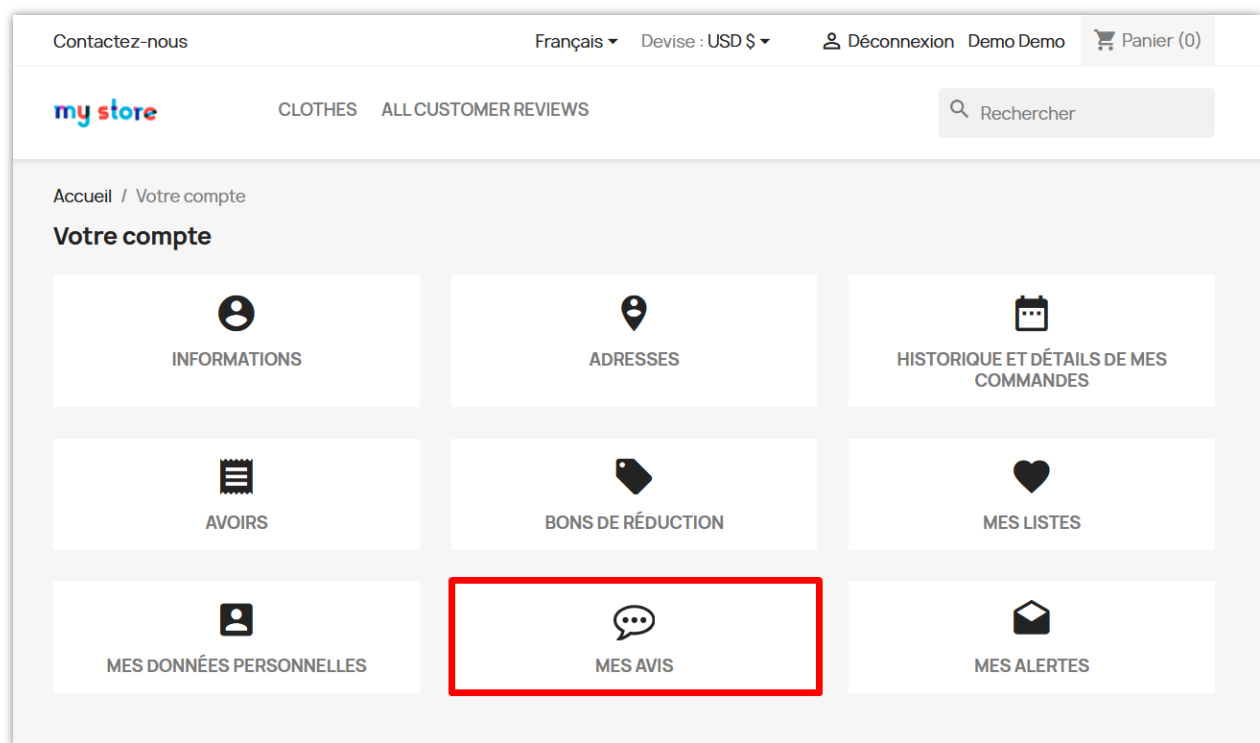 Contactez-nous Français Devise : USD $ Déconnexion Demo Demo Panier (0)
my store CLOTHES ALL CUSTOMER REVIEWS Rechercher
Accueil / Votre compte
Votre compte
INFORMATIONS ADRESSES HISTORIQUE ET DÉTAILS DE MES
COMMANDES
AVOIRS BONS DE RÉDUCTION MES LISTES
MES DONNÉES PERSONNELLES MES AVIS MES ALERTES